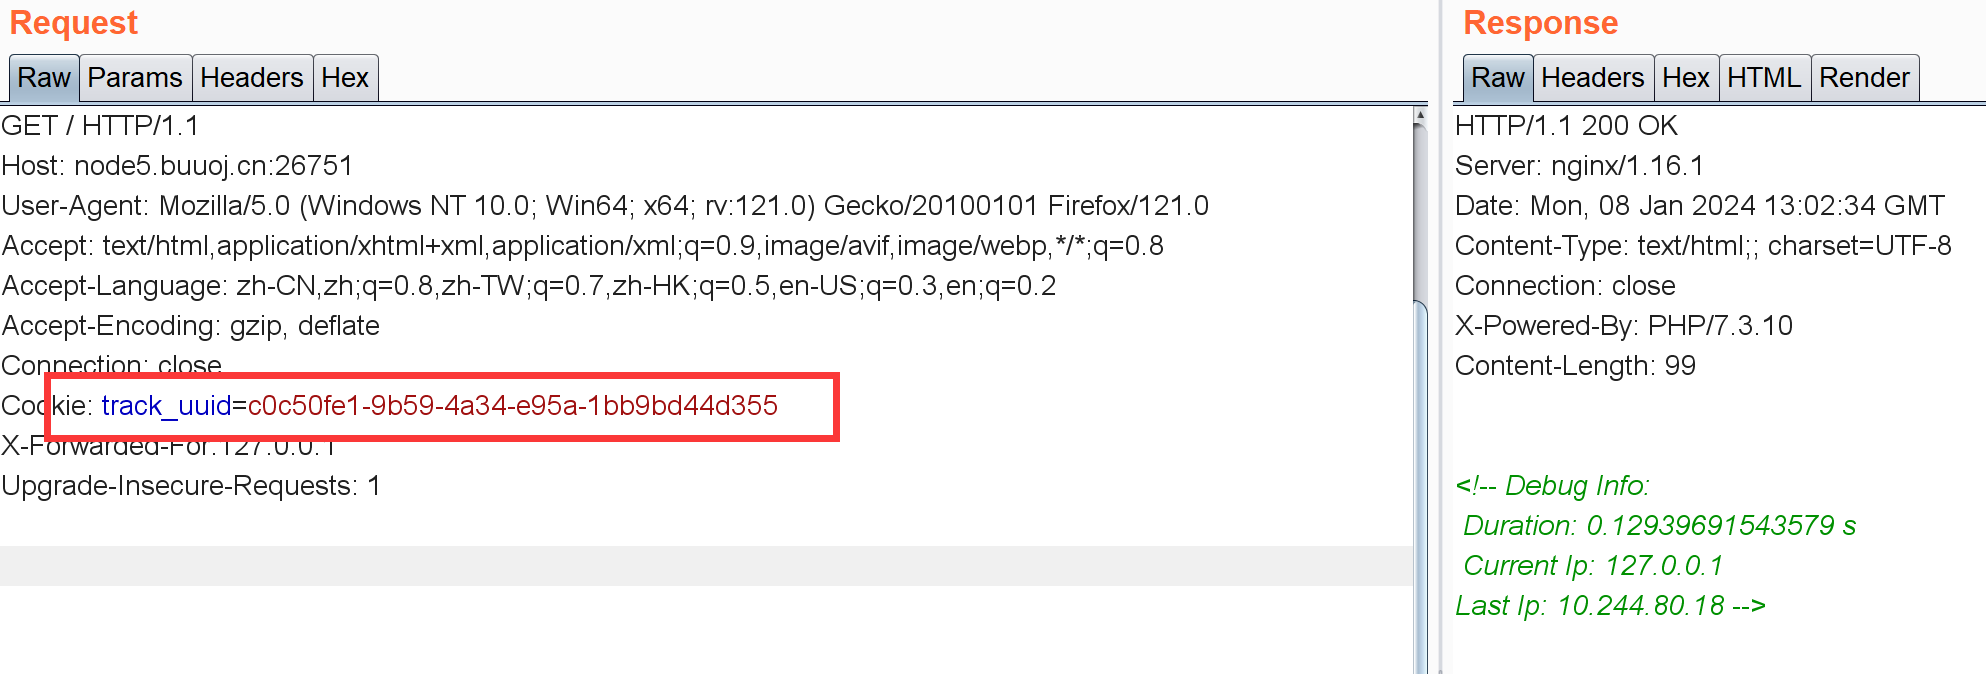 Request
Raw Params Headers Hex
GET / HTTP/1.1
Host: node5.buuoj.cn:26751
User-Agent: Mozilla/5.0 (Windows NT 10.0; Win64; x64; rv:121.0) Gecko/20100101 Firefox/121.0
Accept: text/html,application/xhtml+xml,application/xml;q=0.9,image/avif,image/webp,*/*;q=0.8
Accept-Language: zh-CN,zh;q=0.8,zh-TW;q=0.7,zh-HK;q=0.5,en-US;q=0.3,en;q=0.2
Accept-Encoding: gzip, deflate
Connection: close
Cookie: track_uuid=c0c50fe1-9b59-4a34-e95a-1bb9bd44d355
X-Forwarded-For:127.0.0.1
Upgrade-Insecure-Requests: 1
Response
Raw Headers Hex HTML Render
HTTP/1.1 200 OK
Server: nginx/1.16.1
Date: Mon, 08 Jan 2024 13:02:34 GMT
Content-Type: text/html;; charset=UTF-8
Connection: close
X-Powered-By: PHP/7.3.10
Content-Length: 99
<!-- Debug Info:
Duration: 0.12939691543579 s
Current Ip: 127.0.0.1
Last Ip: 10.244.80.18 -->